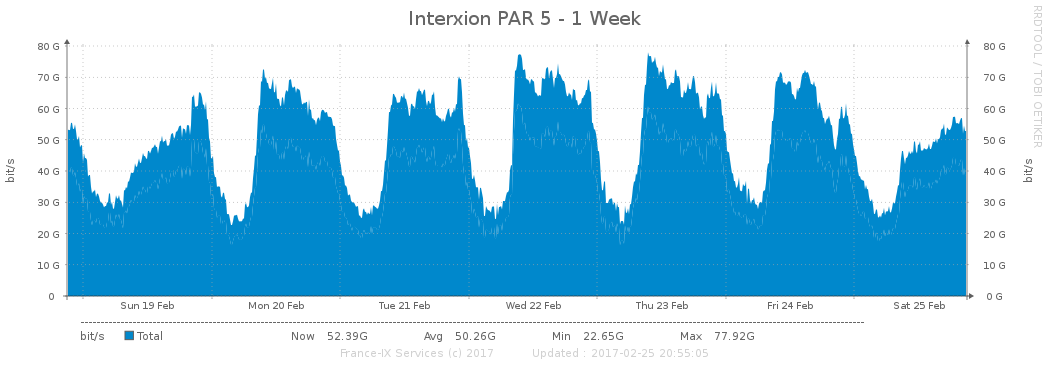 Interxion PAR 5 - 1 Week
RRDTOOL / TOBI OETIKER
bit/s
80 G 80 G
70 G 70 G
60 G 60 G
50 G 50 G
40 G 40 G
30 G 30 G
20 G 20 G
10 G 10 G
0 0 G
bit/s
Sun 19 Feb Mon 20 Feb Tue 21 Feb Wed 22 Feb Thu 23 Feb Fri 24 Feb Sat 25 Feb
bit/s Total Now 52.39G Avg 50.26G Min 22.65G Max 77.92G
France-IX Services (c) 2017 Updated : 2017-02-25 20:55:05